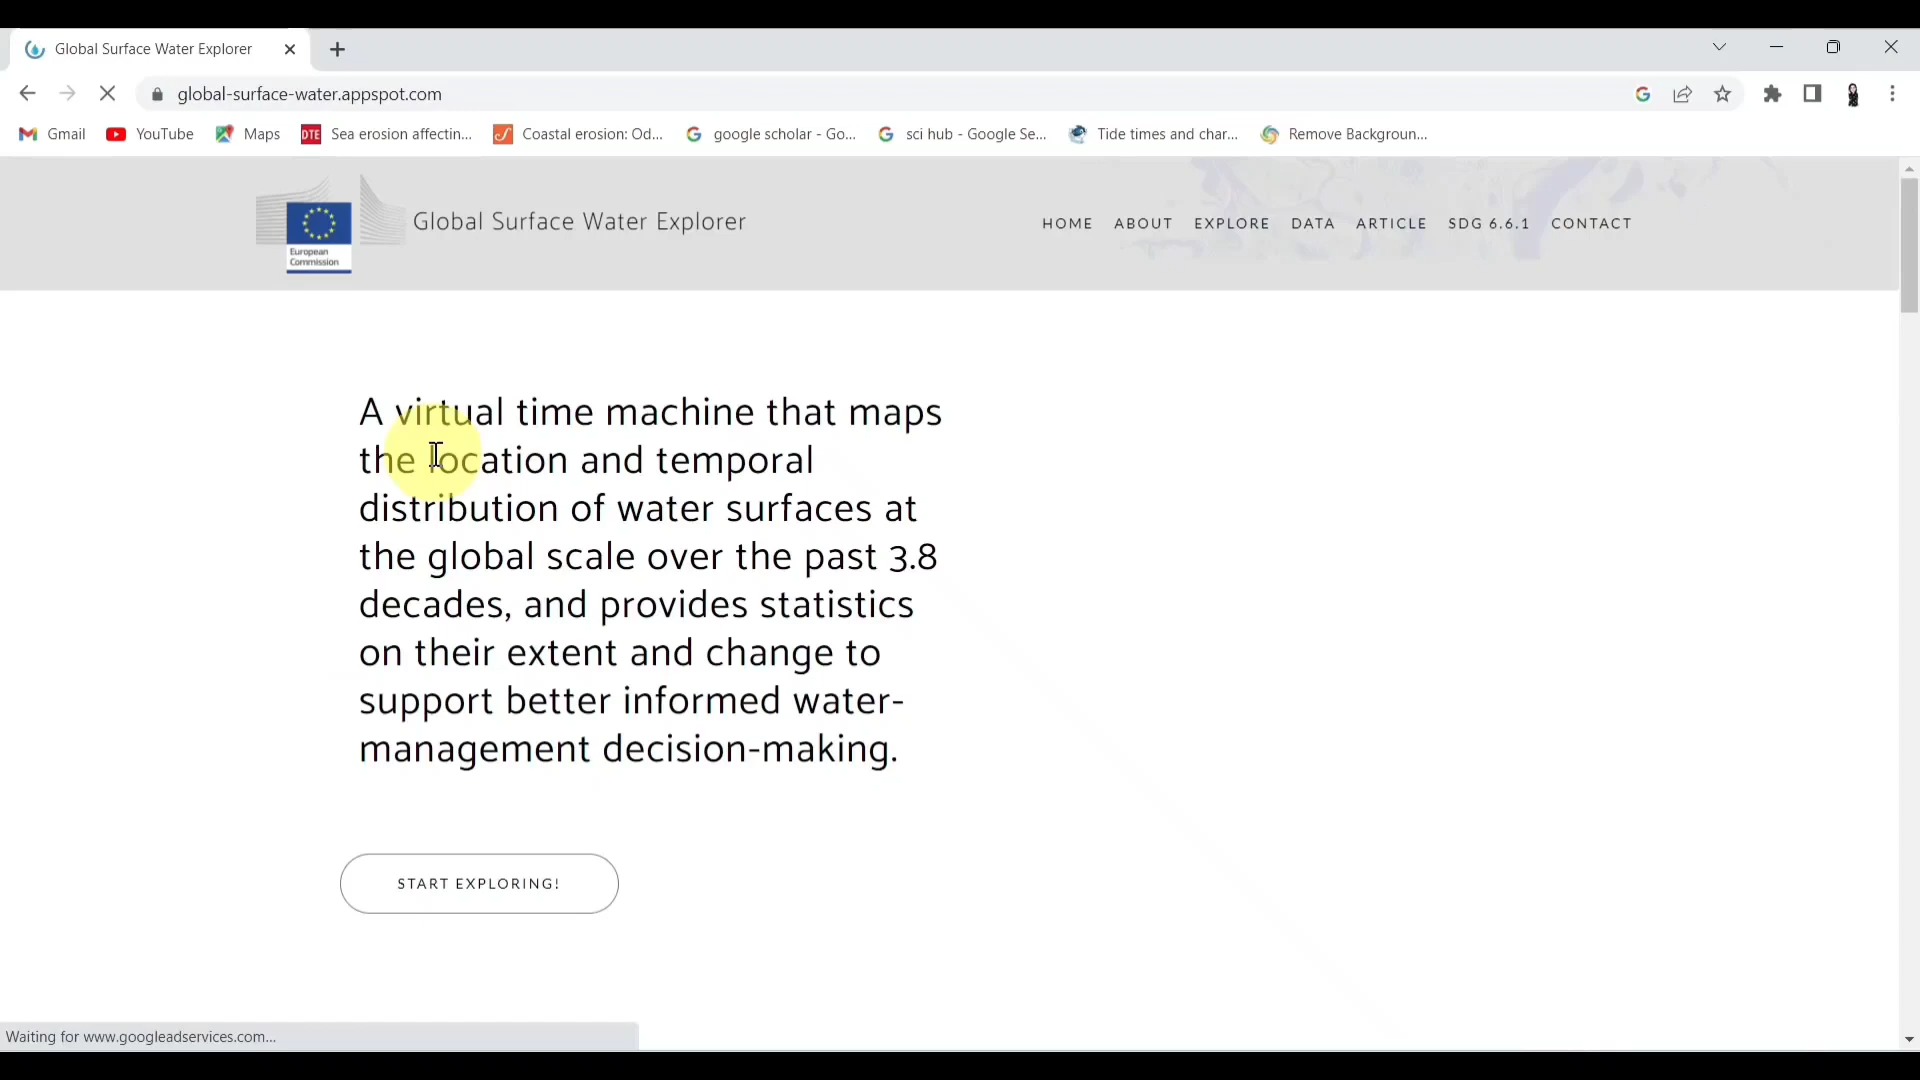 Global Surface Water Explorer
global-surface-water.appspot.com
Gmail
YouTube
Maps
DTE
Sea erosion affectin...
Coastal erosion: Od...
google scholar - Go...
sci hub - Google Se...
Tide times and char...
Remove Backgroun...
European
Commission
Global Surface Water Explorer
HOME ABOUT EXPLORE DATA ARTICLE SDG 6.6.1 CONTACT
A virtual time machine that maps
the location and temporal
distribution of water surfaces at
the global scale over the past 3.8
decades, and provides statistics
on their extent and change to
support better informed water-
management decision-making.
START EXPLORING!
Waiting for www.googleadservices.com...